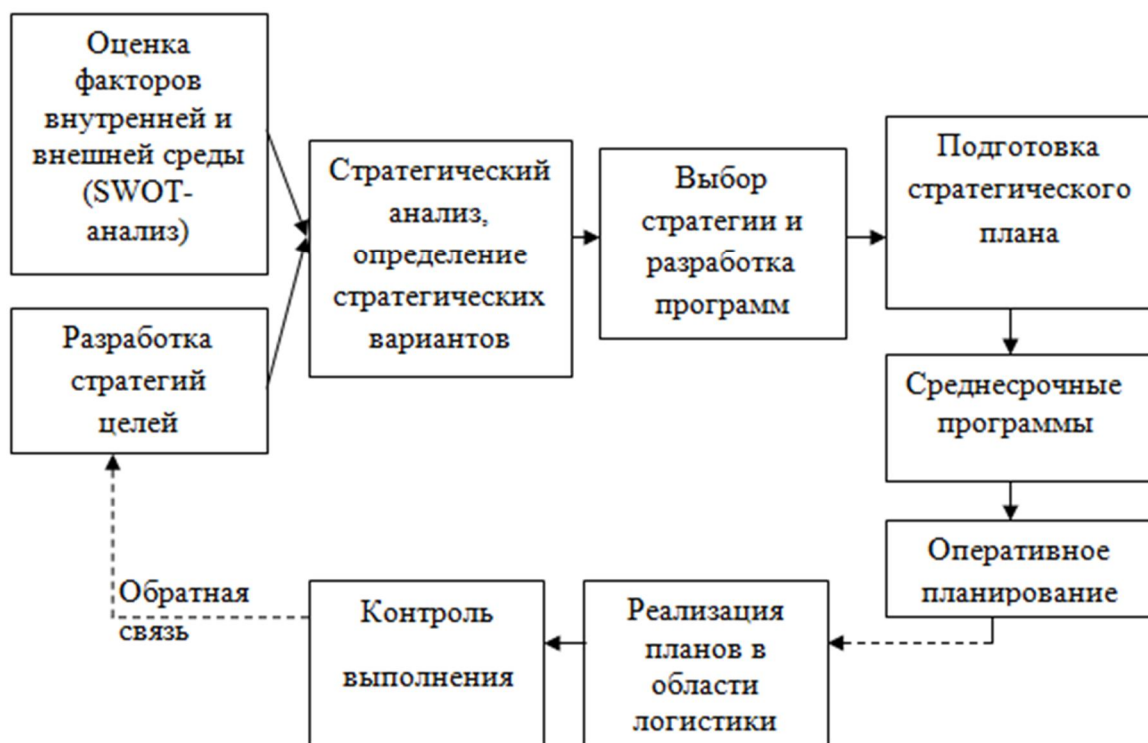 Оценка
факторов
внутренней и
внешней среды
(SWOT-
анализ)
Разработка
стратегий
целей
Стратегический
анализ,
определение
стратегических
вариантов
Выбор
стратегии и
разработка
программ
Подготовка
стратегического
плана
Среднесрочные
программы
Оперативное
планирование
Реализация
планов в
области
логистики
Контроль
выполнения
Обратная
связь